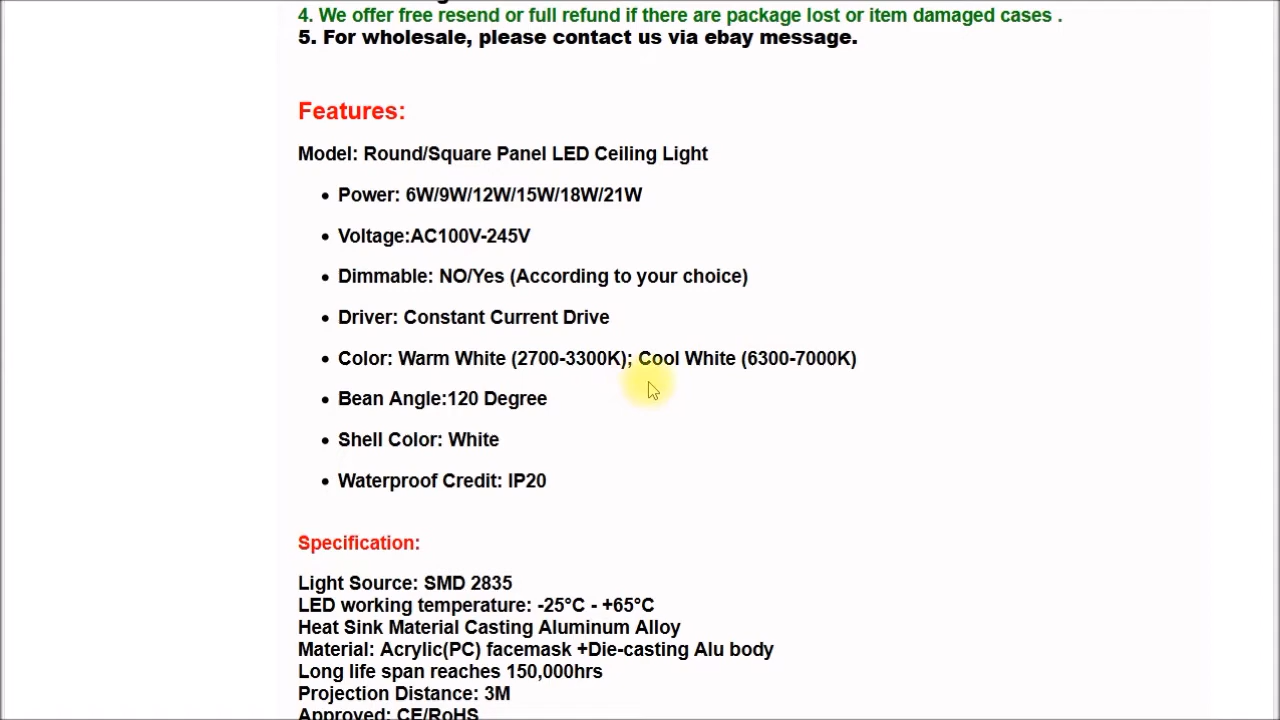 4. We offer free resend or full refund if there are package lost or item damaged cases .
5. For wholesale, please contact us via ebay message.
Features:
Model: Round/Square Panel LED Ceiling Light
• Power: 6W/9W/12W/15W/18W/21W
• Voltage:AC100V-245V
• Dimmable: NO/Yes (According to your choice)
• Driver: Constant Current Drive
• Color: Warm White (2700-3300K); Cool White (6300-7000K)
• Bean Angle:120 Degree
• Shell Color: White
• Waterproof Credit: IP20
Specification:
Light Source: SMD 2835
LED working temperature: -25°C - +65°C
Heat Sink Material Casting Aluminum Alloy
Material: Acrylic(PC) facemask +Die-casting Alu body
Long life span reaches 150,000hrs
Projection Distance: 3M
Approved: CE/RoHS